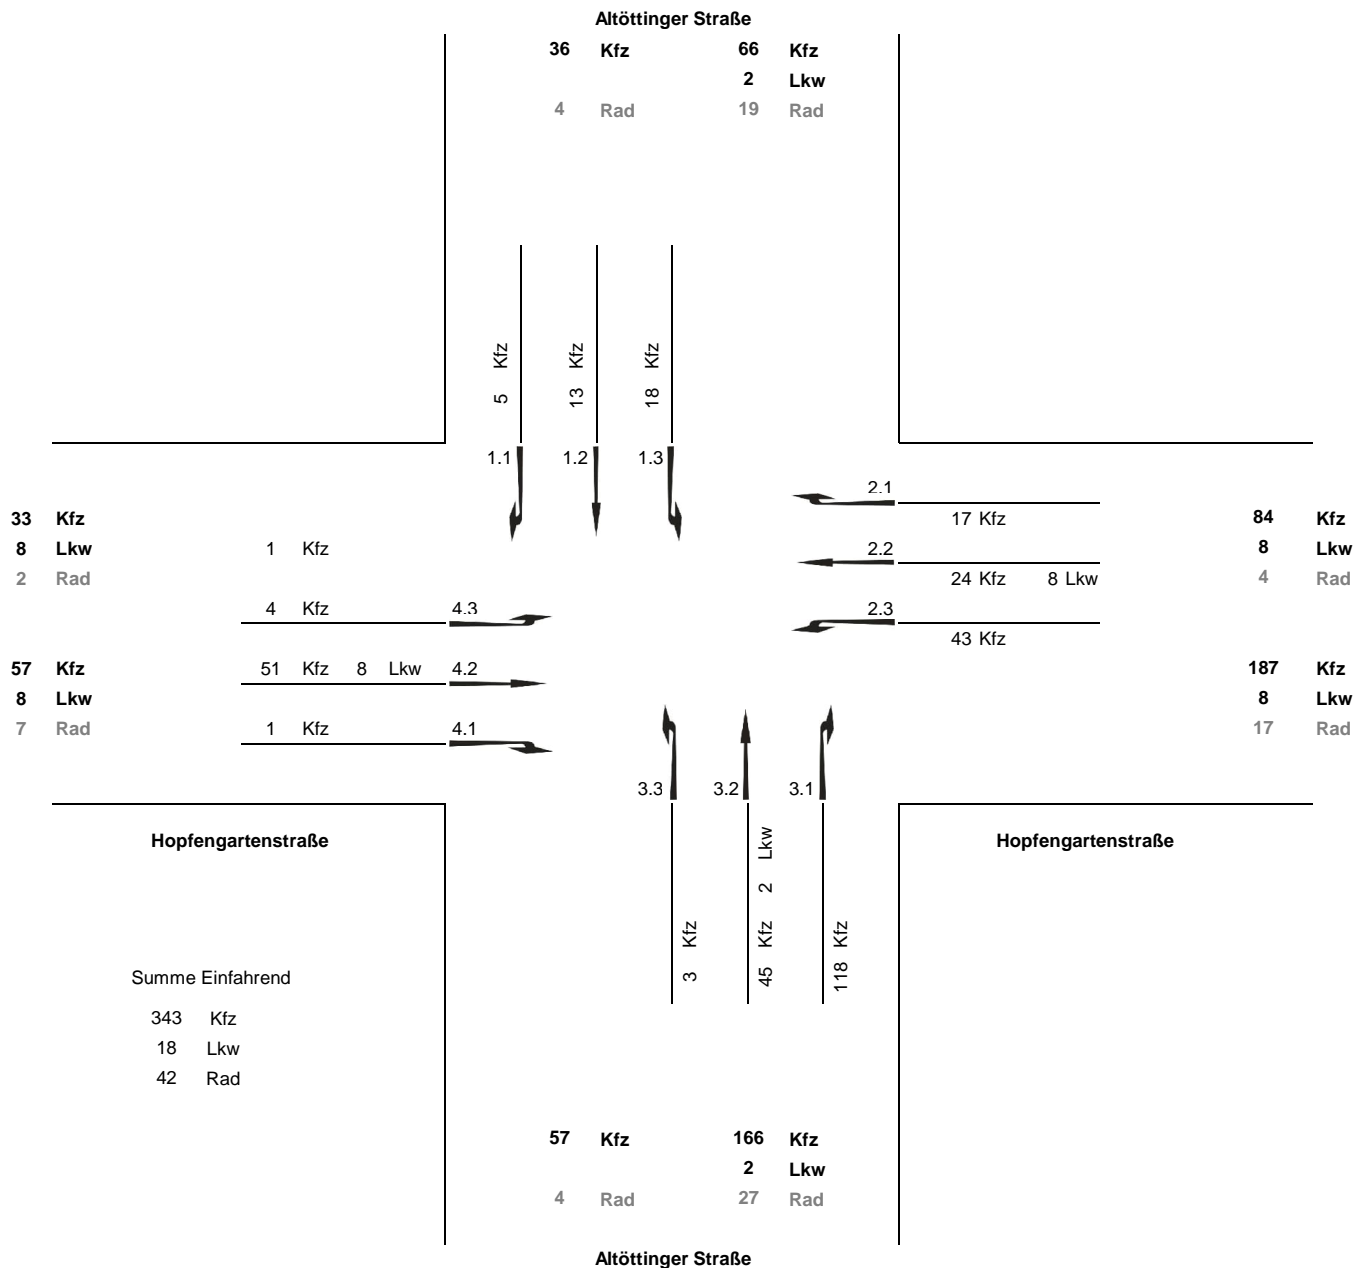 Altöttinger Straße
36 Kfz 66 Kfz
2 Lkw
4 Rad 19 Rad
5 Kfz
13 Kfz
18 Kfz
1.1 1.2 1.3
2.1
17 Kfz
2.2
24 Kfz 8 Lkw
2.3
43 Kfz
33 Kfz
8 Lkw
2 Rad
1 Kfz
4 Kfz 4.3
51 Kfz 8 Lkw 4.2
1 Kfz 4.1
57 Kfz
8 Lkw
7 Rad
84 Kfz
8 Lkw
4 Rad
187 Kfz
8 Lkw
17 Rad
3.3 3.2 3.1
3 Kfz
45 Kfz 2 Lkw
118 Kfz
Hopfengartenstraße
Hopfengartenstraße
Summe Einfahrend
343 Kfz
18 Lkw
42 Rad
57 Kfz 166 Kfz
2 Lkw
4 Rad 27 Rad
Altöttinger Straße